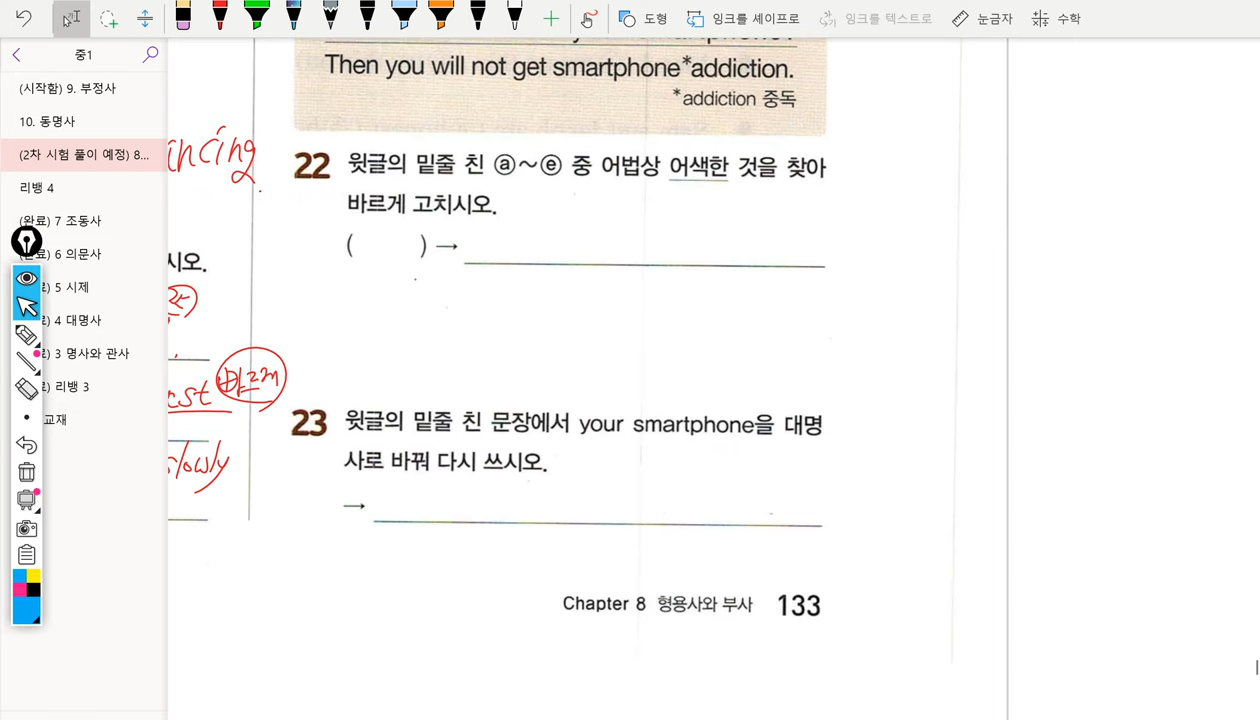 도형
잉크를 셰이프로
잉크를 텍스트로
눈금자
수학
중1
(시작함) 9. 부정사
10. 동명사
(2차 시험 풀이 예정) 8...
리뱅 4
(완료) 7 조동사
6 의문사
5 시제
4 대명사
3 명사와 관사
리뱅 3
교재
ncing
시오.
slowly
Then you will not get smartphone*addiction.
*addiction 중독
22 윗글의 밑줄 친 ⓐ～ⓔ 중 어법상 어색한 것을 찾아
바르게 고치시오.
( ) →
23 윗글의 밑줄 친 문장에서 your smartphone을 대명
사로 바꿔 다시 쓰시오.
→
Chapter 8 형용사와 부사 133